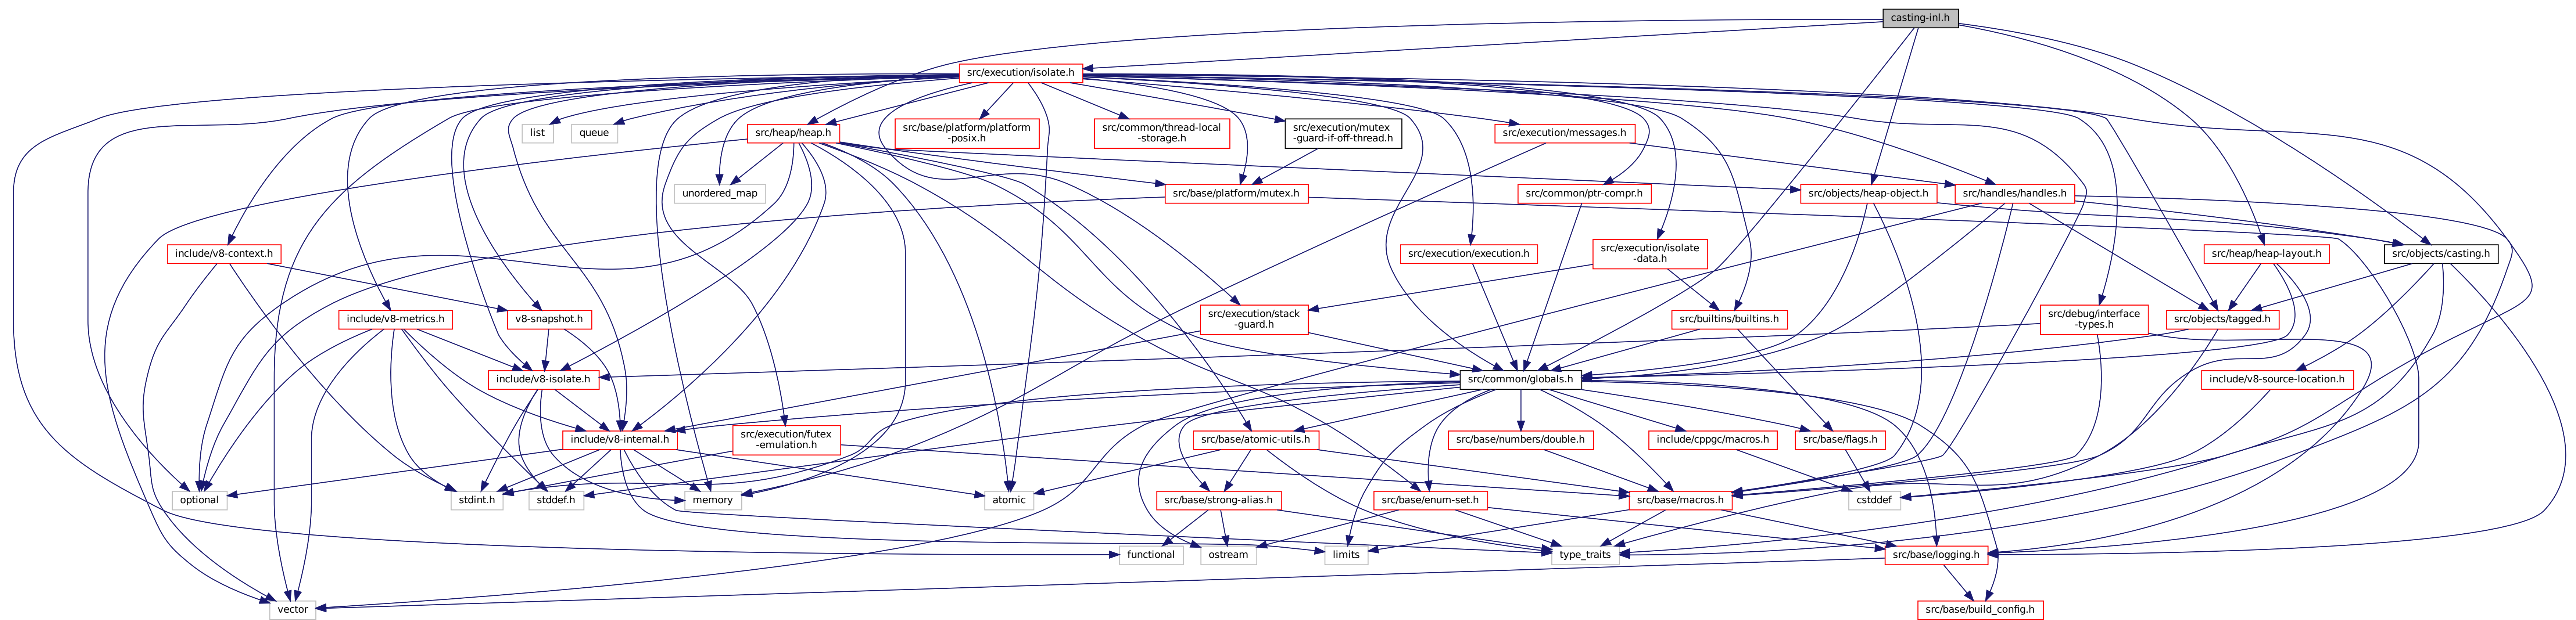 casting-inl.h
src/execution/isolate.h
list
queue
src/heap/heap.h
src/base/platform/platform
-posix.h
src/common/thread-local
-storage.h
src/execution/mutex
-guard-if-off-thread.h
src/execution/messages.h
unordered_map
src/base/platform/mutex.h
src/common/ptr-compr.h
src/objects/heap-object.h
src/handles/handles.h
include/v8-context.h
src/execution/execution.h
src/execution/isolate
-data.h
src/heap/heap-layout.h
src/objects/casting.h
include/v8-metrics.h
v8-snapshot.h
src/execution/stack
-guard.h
src/builtins/builtins.h
src/debug/interface
-types.h
src/objects/tagged.h
include/v8-isolate.h
src/common/globals.h
include/v8-source-location.h
include/v8-internal.h
src/execution/futex
-emulation.h
src/base/atomic-utils.h
src/base/numbers/double.h
include/cppgc/macros.h
src/base/flags.h
optional
stdint.h
stddef.h
memory
atomic
src/base/strong-alias.h
src/base/enum-set.h
src/base/macros.h
cstddef
functional
ostream
limits
type_traits
src/base/logging.h
vector
src/base/build_config.h